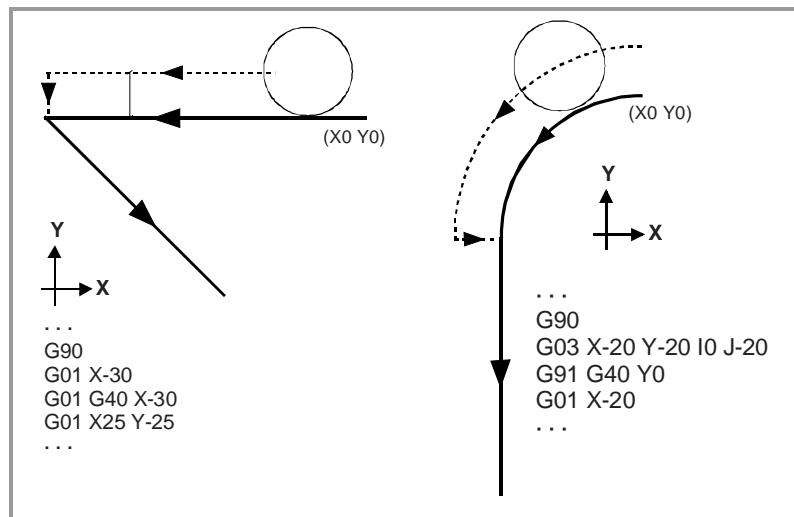 (X0 Y0)
Y
X
. . .
G90
G01 X-30
G01 G40 X-30
G01 X25 Y-25
. . .
(X0 Y0)
Y
X
. . .
G90
G03 X-20 Y-20 I0 J-20
G91 G40 Y0
G01 X-20
. . .